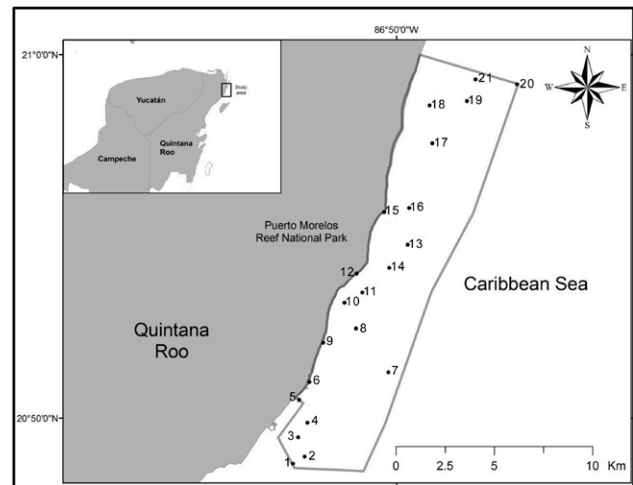 86°50'0"W
21°0'0"N
Yucatán
Study
area
Quintana
Roo
Campeche
N
W
E
S
21
20
19
18
17
16
15
Puerto Morelos
Reef National Park
13
14
12
11
10
Caribbean Sea
Quintana
Roo
8
9
7
6
5
20°50'0"N
4
3
2
1
0
2.5
5
10
Km